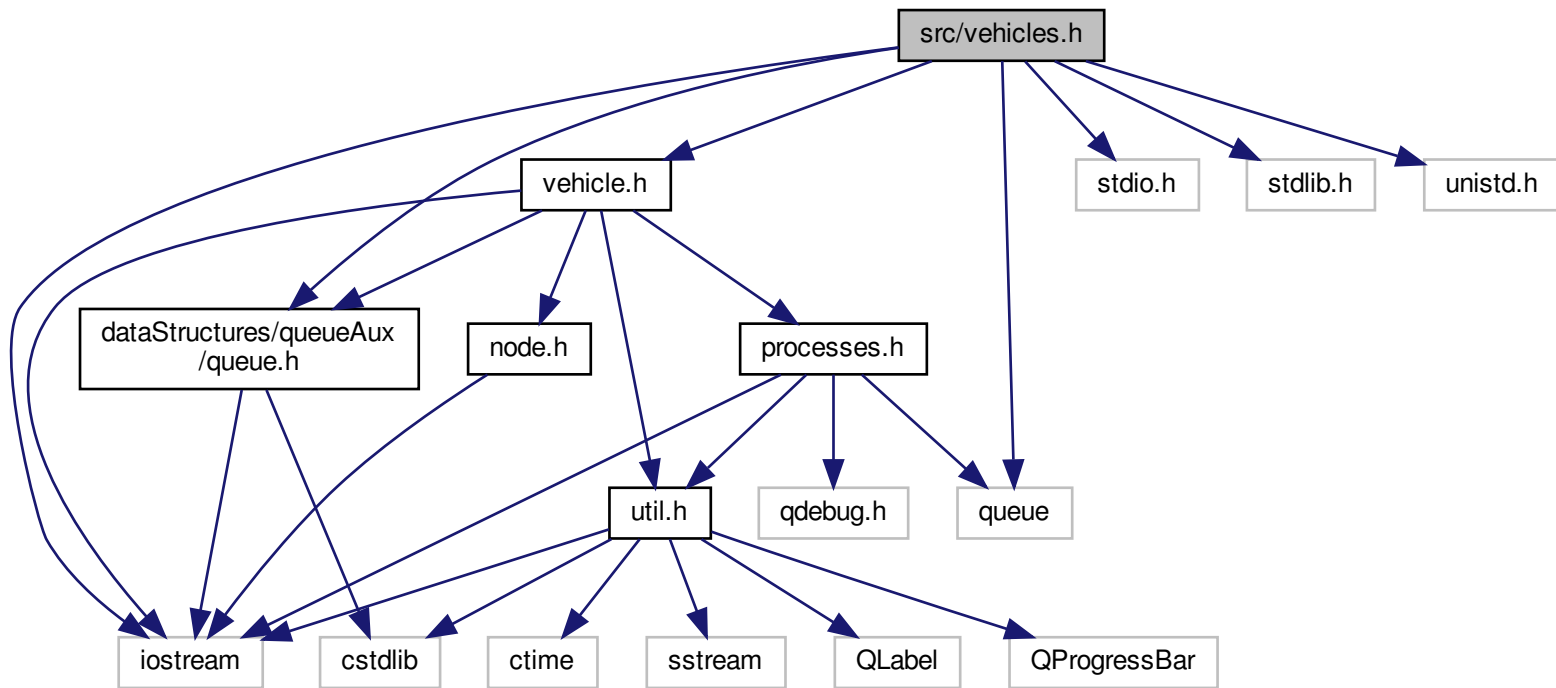 src/vehicles.h
vehicle.h
stdio.h
stdlib.h
unistd.h
dataStructures/queueAux
/queue.h
node.h
processes.h
util.h
qdebug.h
queue
iostream
cstdlib
ctime
sstream
QLabel
QProgressBar